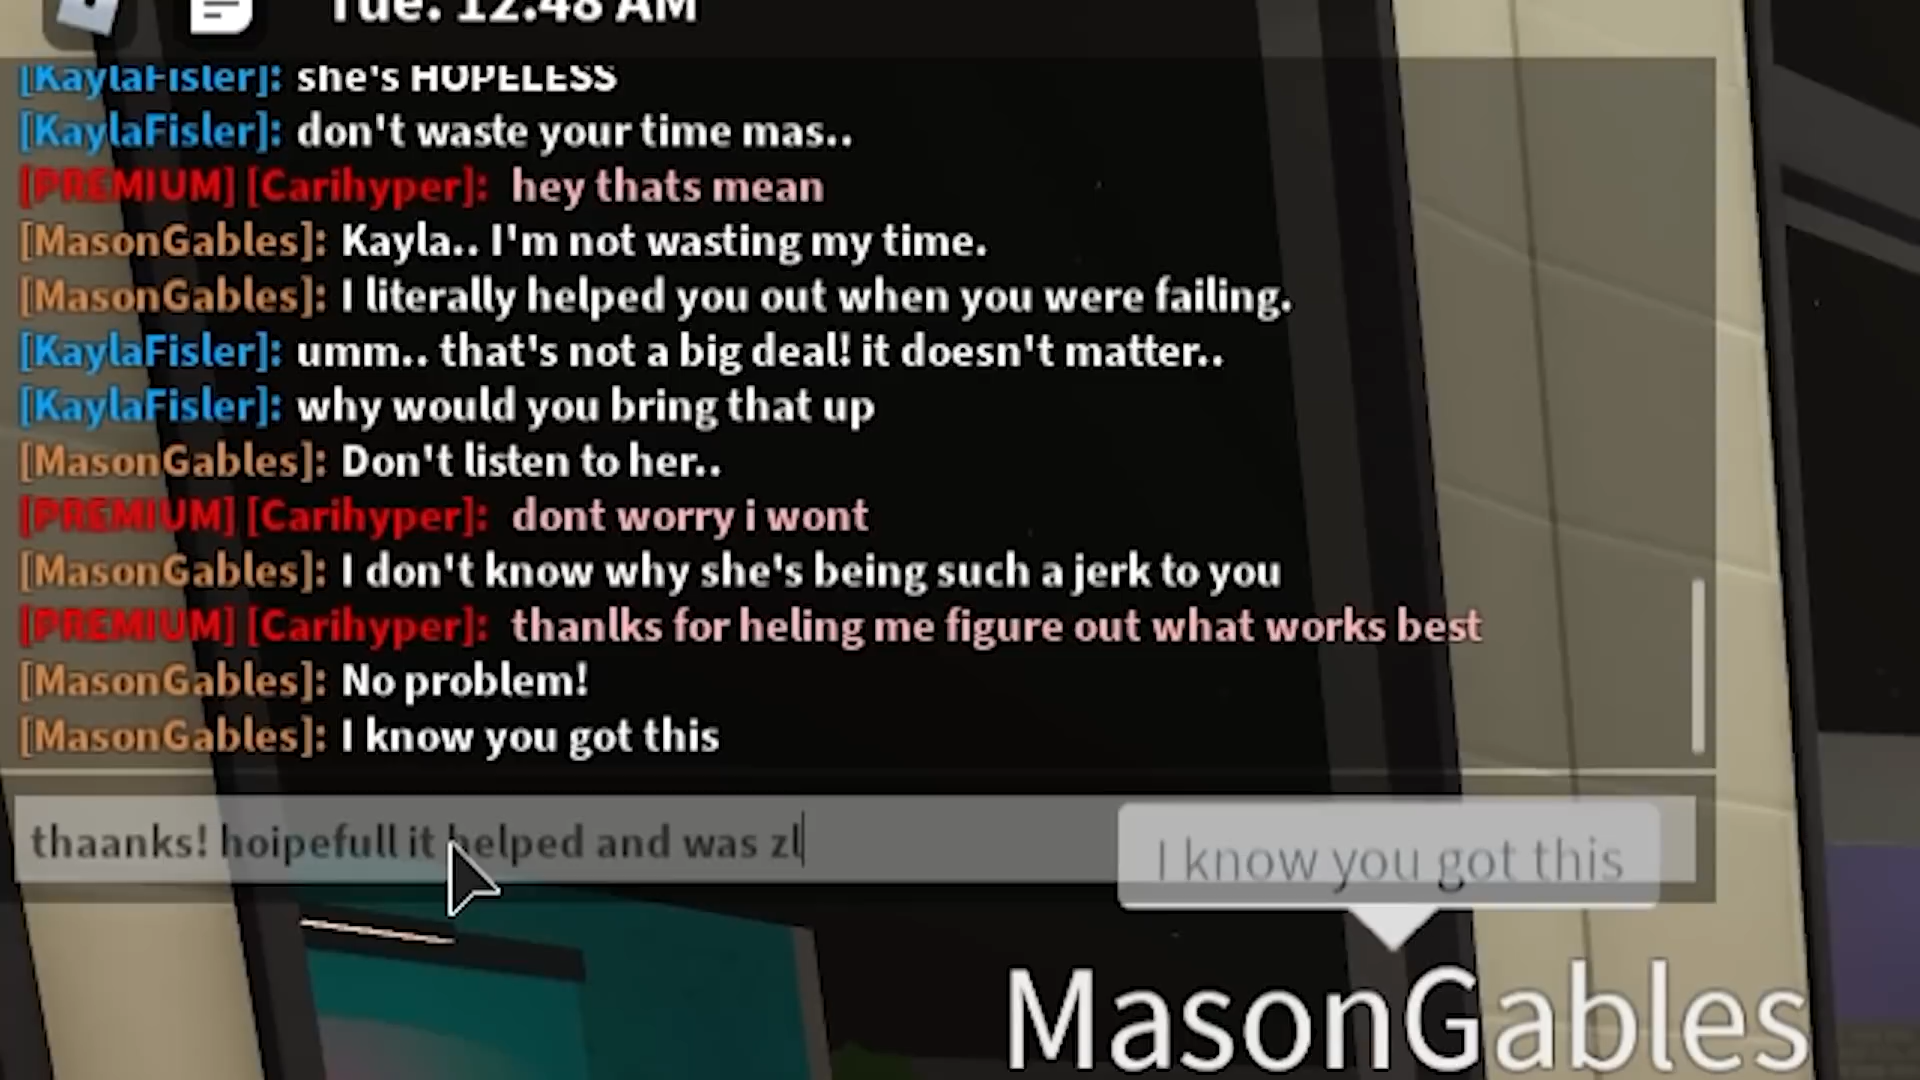 Tue. 12:48 AM
[KaylaFisler]: she's HOPELESS
[KaylaFisler]: don't waste your time mas..
[PREMIUM] [Carihyper]: hey thats mean
[MasonGables]: Kayla.. I'm not wasting my time.
[MasonGables]: I literally helped you out when you were failing.
[KaylaFisler]: umm.. that's not a big deal! it doesn't matter..
[KaylaFisler]: why would you bring that up
[MasonGables]: Don't listen to her..
[PREMIUM] [Carihyper]: dont worry i wont
[MasonGables]: I don't know why she's being such a jerk to you
[PREMIUM] [Carihyper]: thanlks for heling me figure out what works best
[MasonGables]: No problem!
[MasonGables]: I know you got this
thaanks! hoipefull it helped and was zl
I know you got this
MasonGables